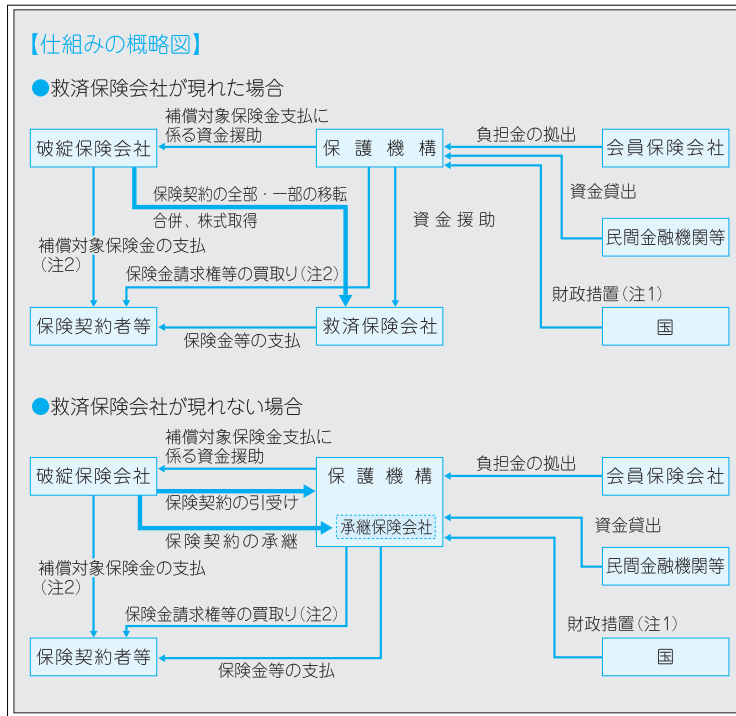 【仕組みの概略図】
●救済保険会社が現れた場合
補償対象保険金支払に
係る資金援助
破綻保険会社
保護機構
負担金の拠出
会員保険会社
保険契約の全部・一部の移転
合併、株式取得
資金援助
資金貸出
民間金融機関等
補償対象保険金の支払
(注2)
保険金請求権等の買取り(注2)
財政措置(注1)
保険契約者等
保険金等の支払
救済保険会社
国
●救済保険会社が現れない場合
補償対象保険金支払に
係る資金援助
破綻保険会社
保護機構
負担金の拠出
会員保険会社
保険契約の引受け
承継保険会社
保険契約の承継
資金貸出
民間金融機関等
補償対象保険金の支払
(注2)
保険金請求権等の買取り(注2)
財政措置(注1)
保険契約者等
保険金等の支払
国